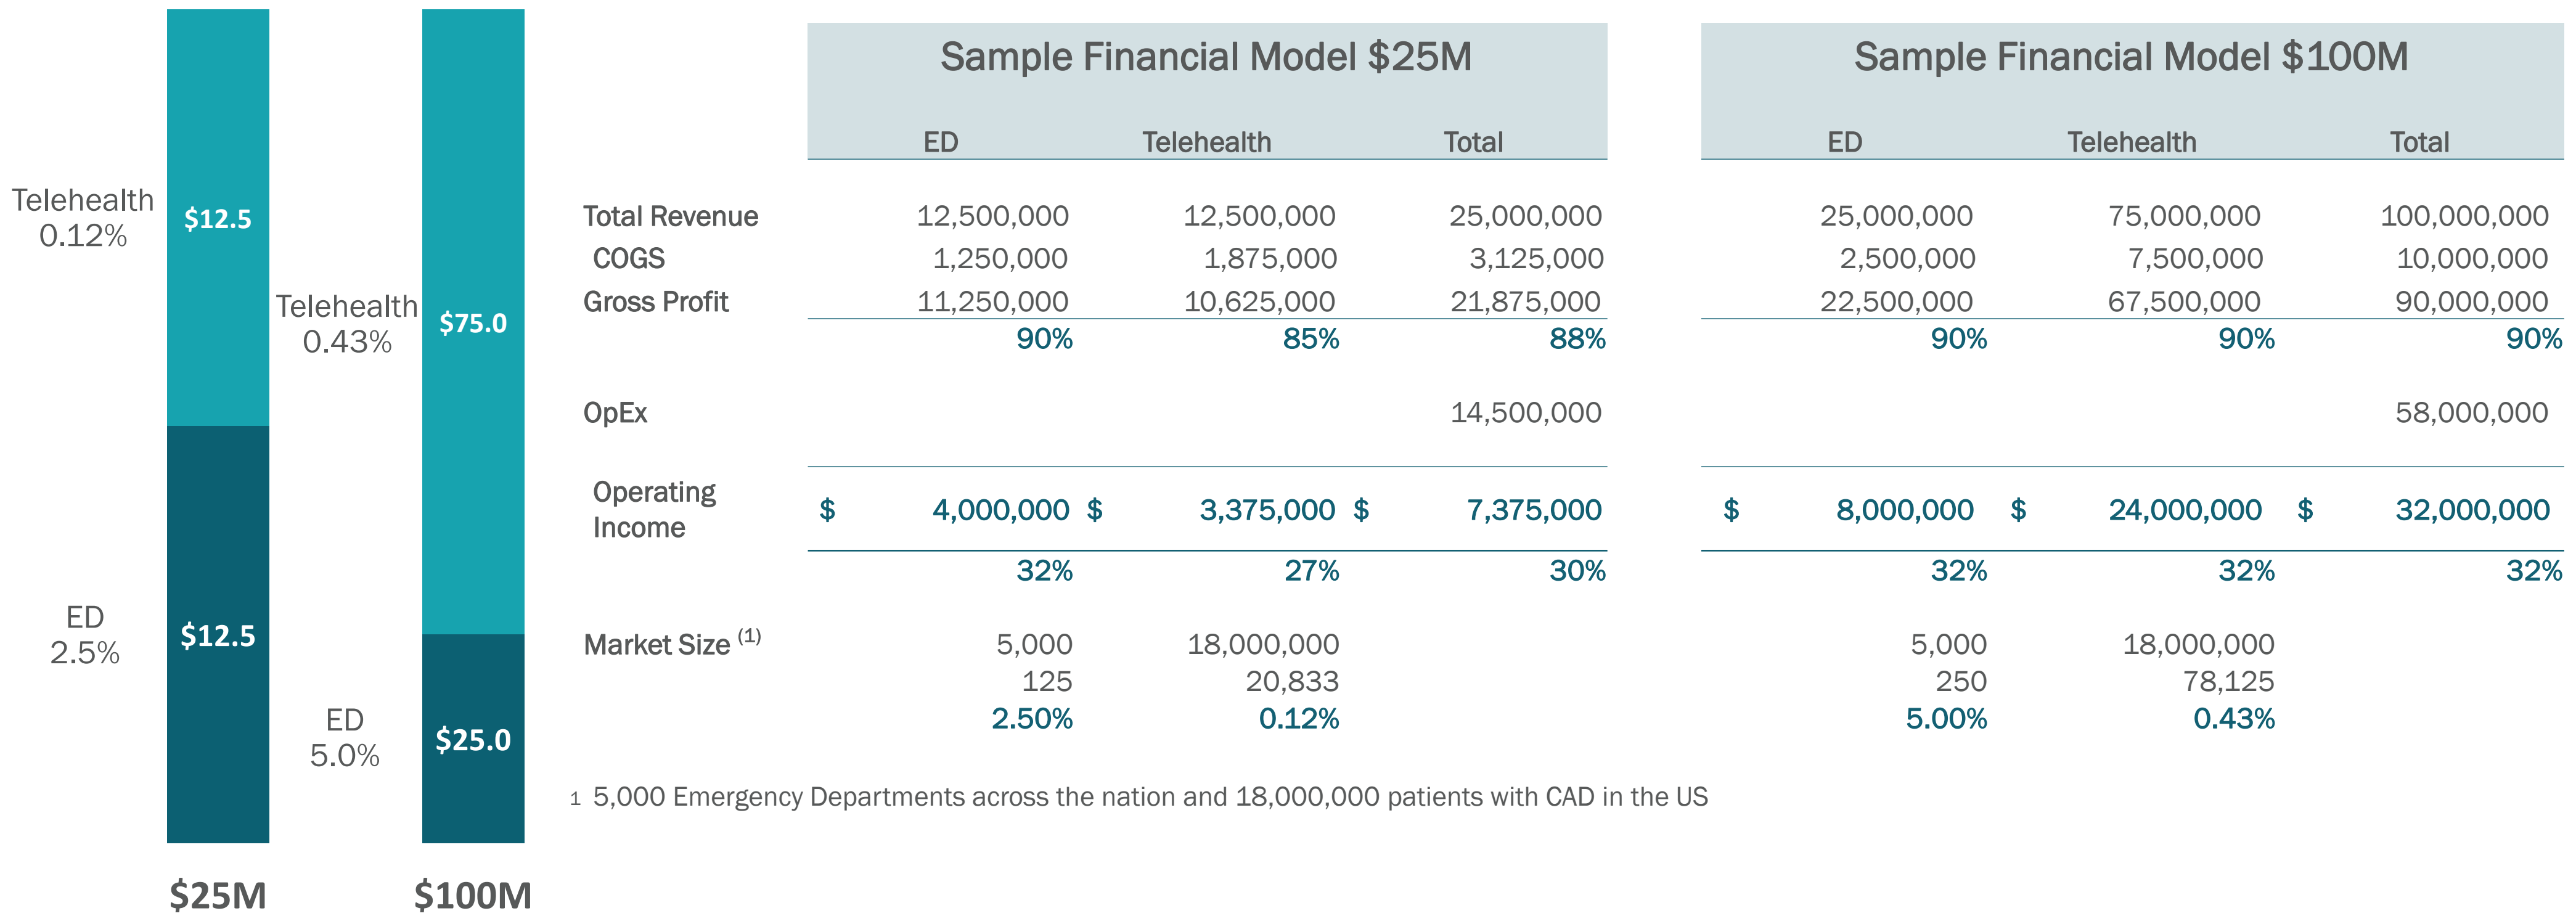 Telehealth
0.12%
$12.5
ED
2.5%
$12.5
$25M
Telehealth
0.43%
$75.0
ED
5.0%
$25.0
$100M
Sample Financial Model $25M Sample Financial Model $100M
ED Telehealth Total ED Telehealth Total
Total Revenue 12,500,000 12,500,000 25,000,000 25,000,000 75,000,000 100,000,000
COGS 1,250,000 1,875,000 3,125,000 2,500,000 7,500,000 10,000,000
Gross Profit 11,250,000 10,625,000 21,875,000 22,500,000 67,500,000 90,000,000
90% 85% 88% 90% 90% 90%
OpEx 14,500,000 58,000,000
Operating
Income $ 4,000,000 $ 3,375,000 $ 7,375,000 $ 8,000,000 $ 24,000,000 $ 32,000,000
32% 27% 30% 32% 32% 32%
Market Size (1) 5,000 18,000,000 5,000 18,000,000
125 20,833 250 78,125
2.50% 0.12% 5.00% 0.43%
1 5,000 Emergency Departments across the nation and 18,000,000 patients with CAD in the US